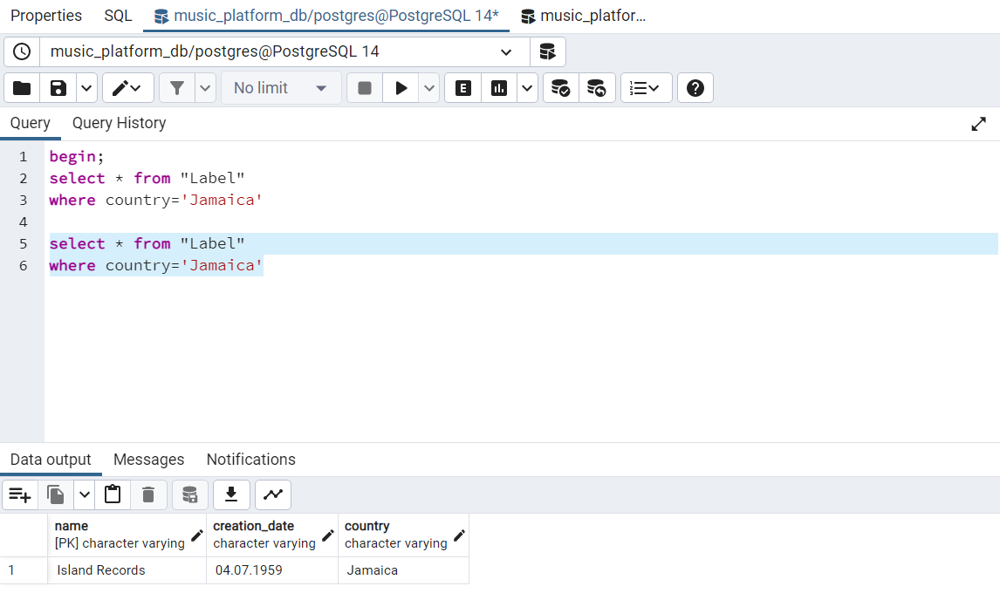 Properties SQL music_platform_db/postgres@PostgreSQL 14* music_platfor...
music_platform_db/postgres@PostgreSQL 14
No limit E
Query Query History
1 begin;
2 select * from "Label"
3 where country='Jamaica'
4
5 select * from "Label"
6 where country='Jamaica'
Data output Messages Notifications
name creation_date country
[PK] character varying character varying character varying
1 Island Records 04.07.1959 Jamaica